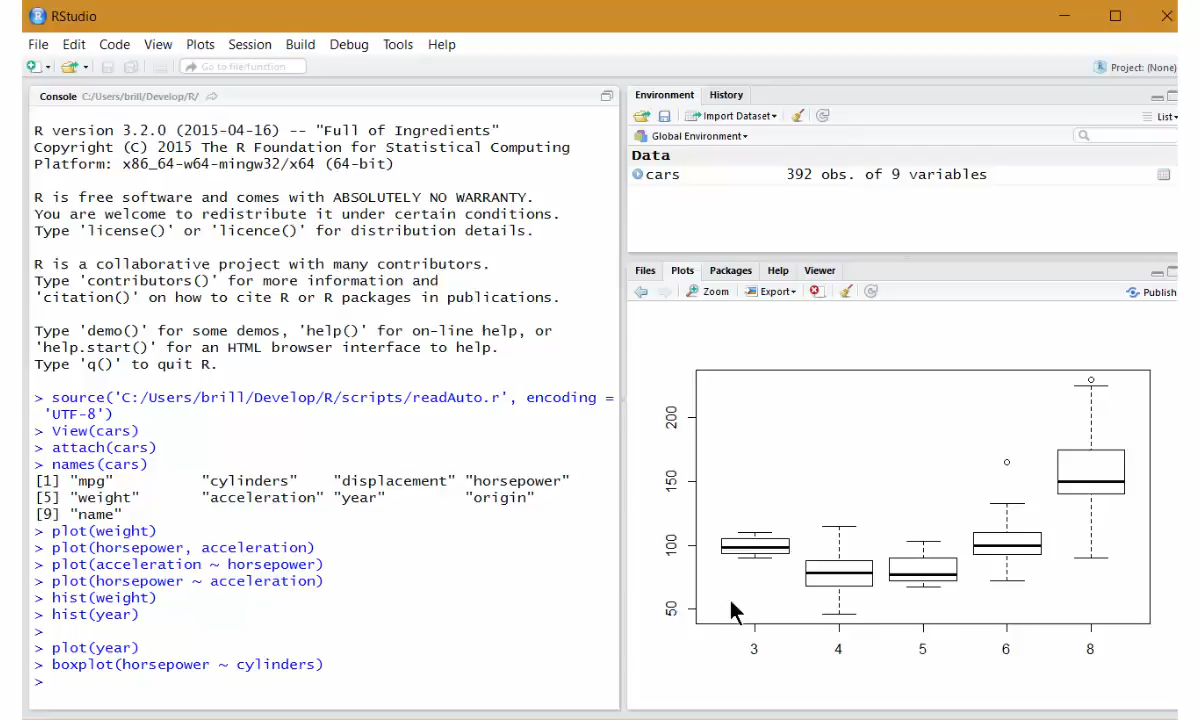 RStudio
File Edit Code View Plots Session Build Debug Tools Help
Go to file/function
Project: (None)
Console C:/Users/brill/Develop/R/
R version 3.2.0 (2015-04-16) -- "Full of Ingredients"
Copyright (C) 2015 The R Foundation for Statistical Computing
Platform: x86_64-w64-mingw32/x64 (64-bit)
R is free software and comes with ABSOLUTELY NO WARRANTY.
You are welcome to redistribute it under certain conditions.
Type 'license()' or 'licence()' for distribution details.
R is a collaborative project with many contributors.
Type 'contributors()' for more information and
'citation()' on how to cite R or R packages in publications.
Type 'demo()' for some demos, 'help()' for on-line help, or
'help.start()' for an HTML browser interface to help.
Type 'q()' to quit R.
> source('C:/Users/brill/Develop/R/scripts/readAuto.r', encoding =
'UTF-8')
> View(cars)
> attach(cars)
> names(cars)
[1] "mpg" "cylinders" "displacement" "horsepower"
[5] "weight" "acceleration" "year" "origin"
[9] "name"
> plot(weight)
> plot(horsepower, acceleration)
> plot(acceleration ~ horsepower)
> plot(horsepower ~ acceleration)
> hist(weight)
> hist(year)
>
> plot(year)
> boxplot(horsepower ~ cylinders)
>
Environment History
Import Dataset
List
Global Environment
Data
cars 392 obs. of 9 variables
Files Plots Packages Help Viewer
Zoom Export Publish
200
150
100
50
3 4 5 6 8